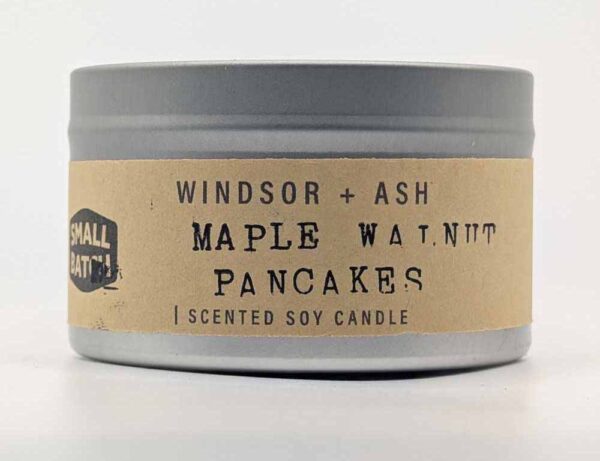 WINDSOR + ASH
MAPLE WALNUT
PANCAKES
| SCENTED SOY CANDLE
SMALL
BATCH